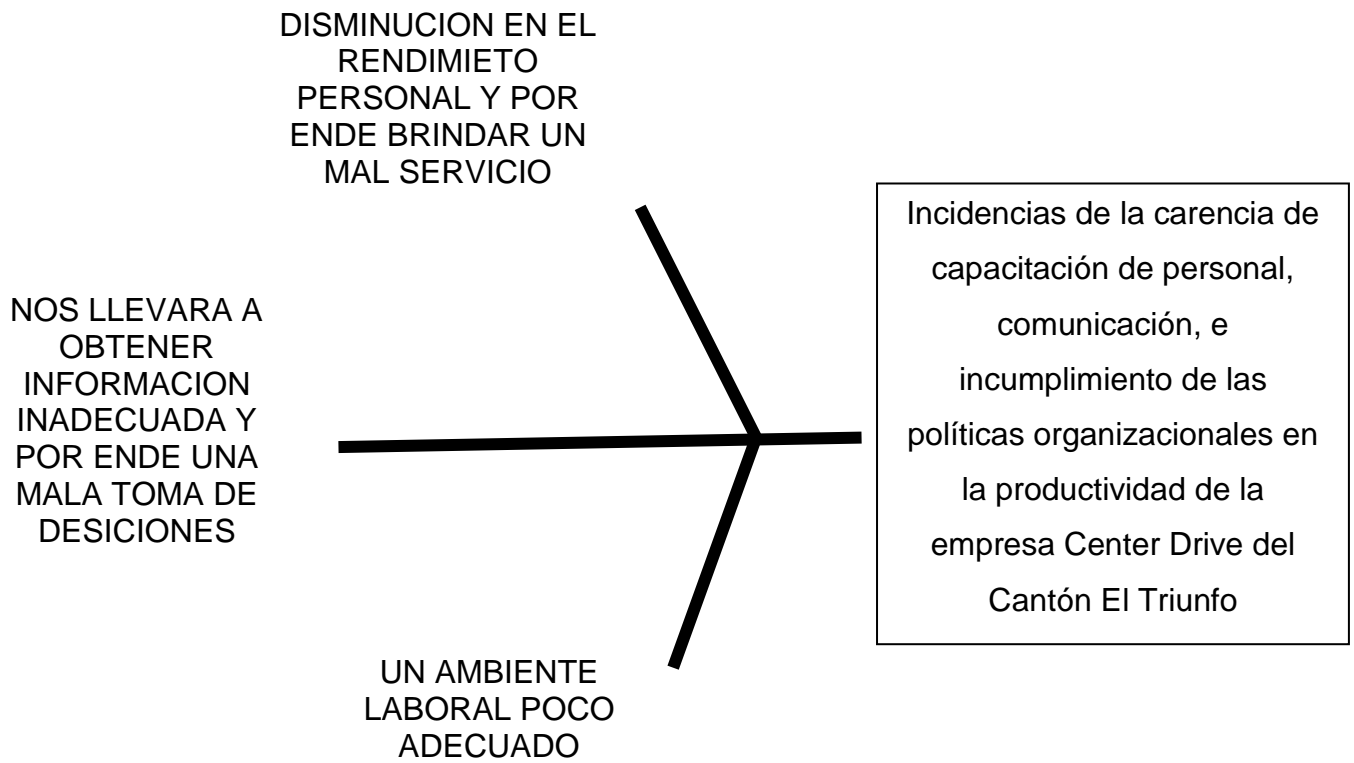 DISMINUCION EN EL
RENDIMIETO
PERSONAL Y POR
ENDE BRINDAR UN
MAL SERVICIO
NOS LLEVARA A
OBTENER
INFORMACION
INADECUADA Y
POR ENDE UNA
MALA TOMA DE
DESICIONES
UN AMBIENTE
LABORAL POCO
ADECUADO
Incidencias de la carencia de
capacitación de personal,
comunicación, e
incumplimiento de las
políticas organizacionales en
la productividad de la
empresa Center Drive del
Cantón El Triunfo